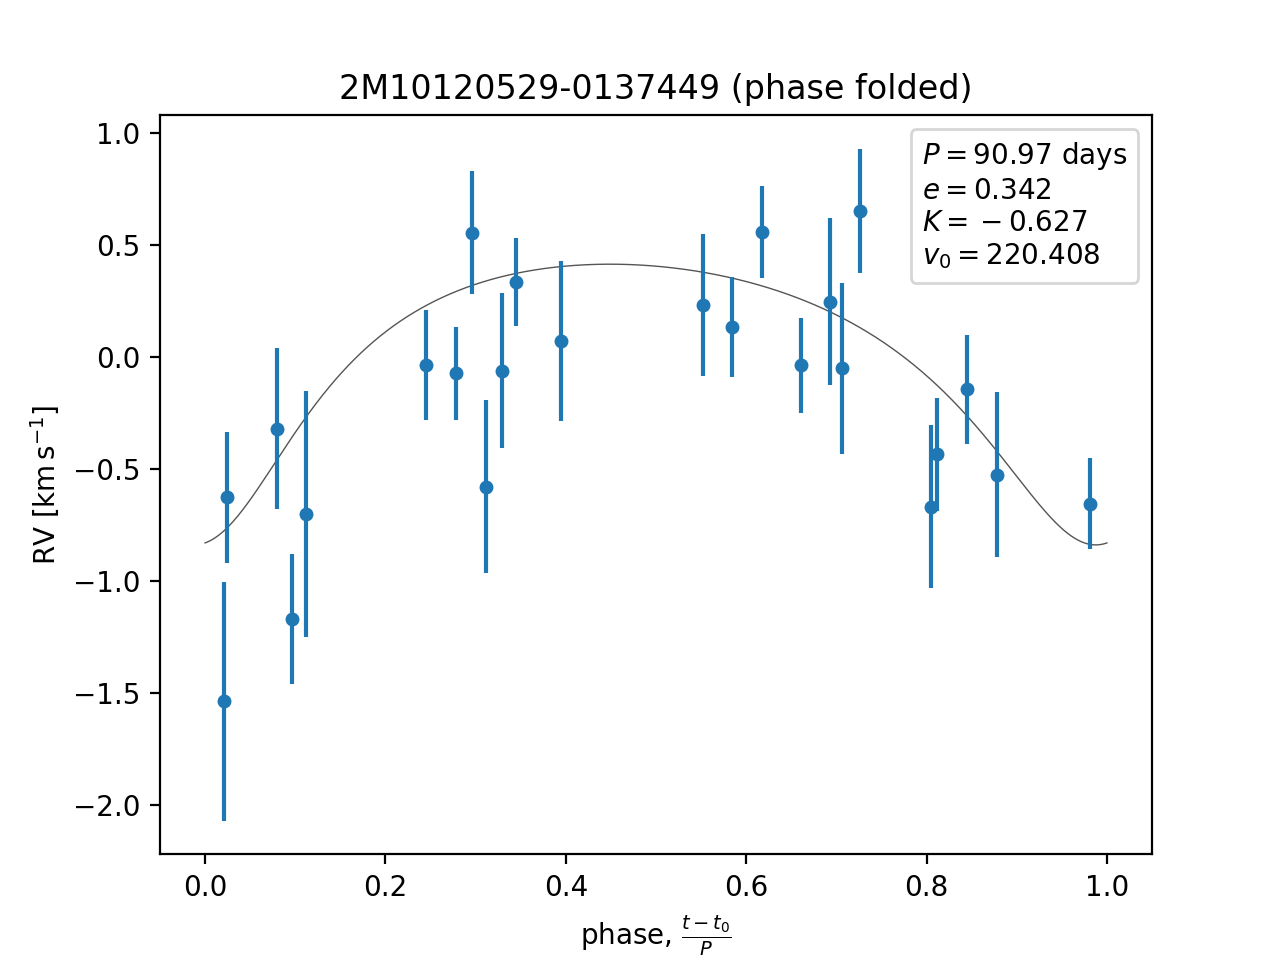 2M10120529-0137449 (phase folded)
P = 90.97 days
e = 0.342
K = −0.627
v₀ = 220.408
RV [km s⁻¹]
1.0
0.5
0.0
−0.5
−1.0
−1.5
−2.0
0.0 0.2 0.4 0.6 0.8 1.0
phase, (t − t₀)/P